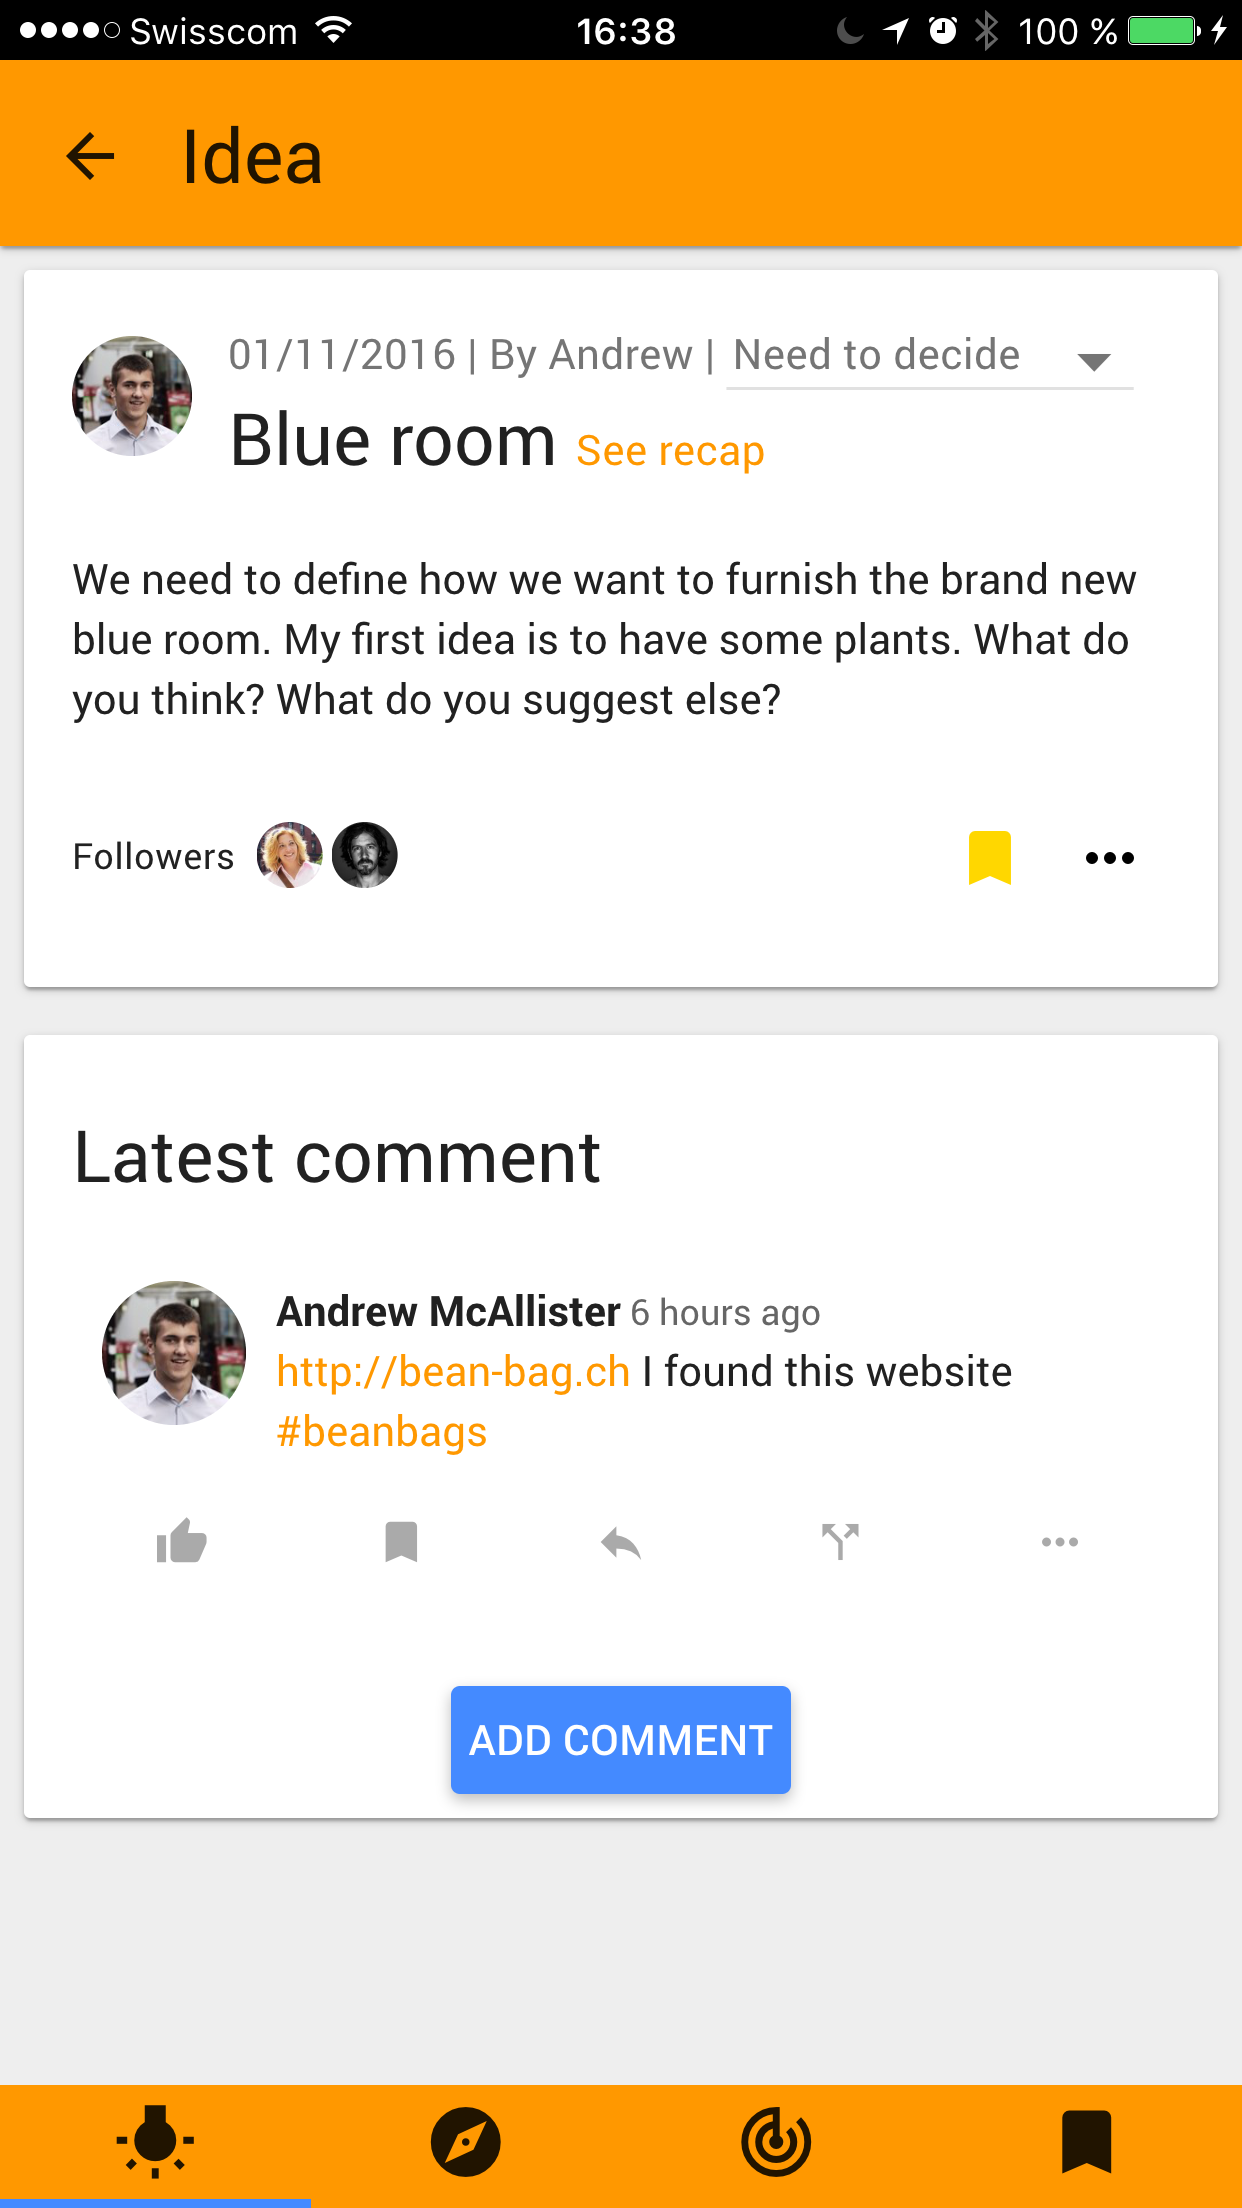 Swisscom 16:38 100 %
Idea
01/11/2016 | By Andrew | Need to decide
Blue room See recap
We need to define how we want to furnish the brand new
blue room. My first idea is to have some plants. What do
you think? What do you suggest else?
Followers
Latest comment
Andrew McAllister 6 hours ago
http://bean-bag.ch I found this website
#beanbags
ADD COMMENT